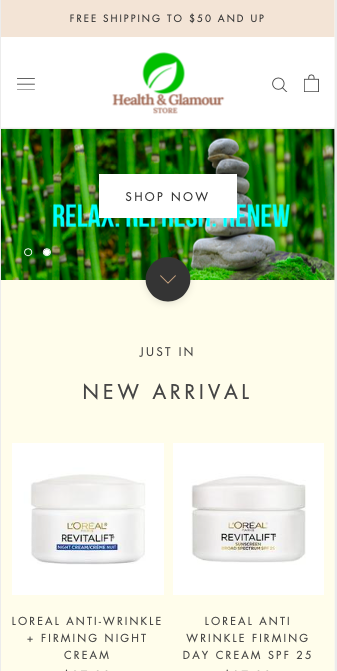 FREE SHIPPING TO $50 AND UP
Health & Glamour
STORE
SHOP NOW
RELAX. REFRESH. RENEW
JUST IN
NEW ARRIVAL
L'ORÉAL
PARIS
REVITALIFT
NIGHT CREAM/CRÈME NUIT
L'ORÉAL
PARIS
REVITALIFT
SUNSCREEN
BROAD SPECTRUM SPF 25
LOREAL ANTI-WRINKLE
+ FIRMING NIGHT
CREAM
LOREAL ANTI
WRINKLE FIRMING
DAY CREAM SPF 25